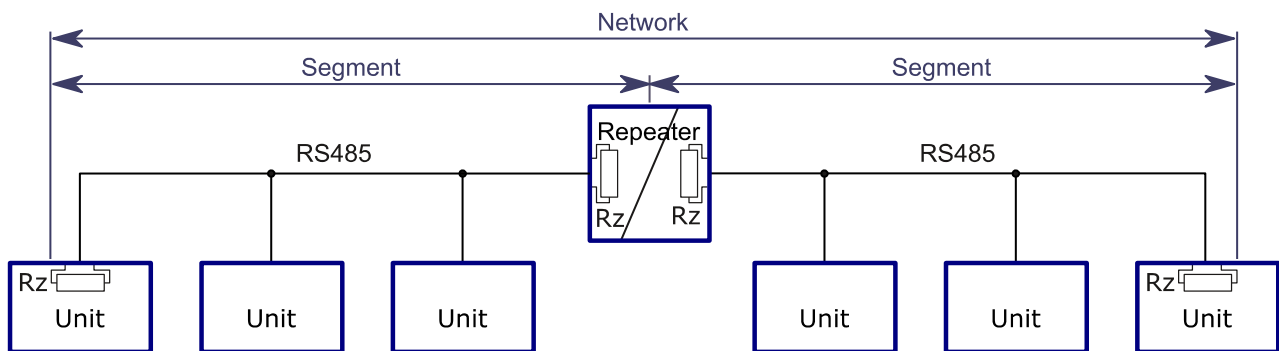 Network
Segment
Segment
Repeater
RS485
RS485
Rz
Rz
Rz
Rz
Unit
Unit
Unit
Unit
Unit
Unit